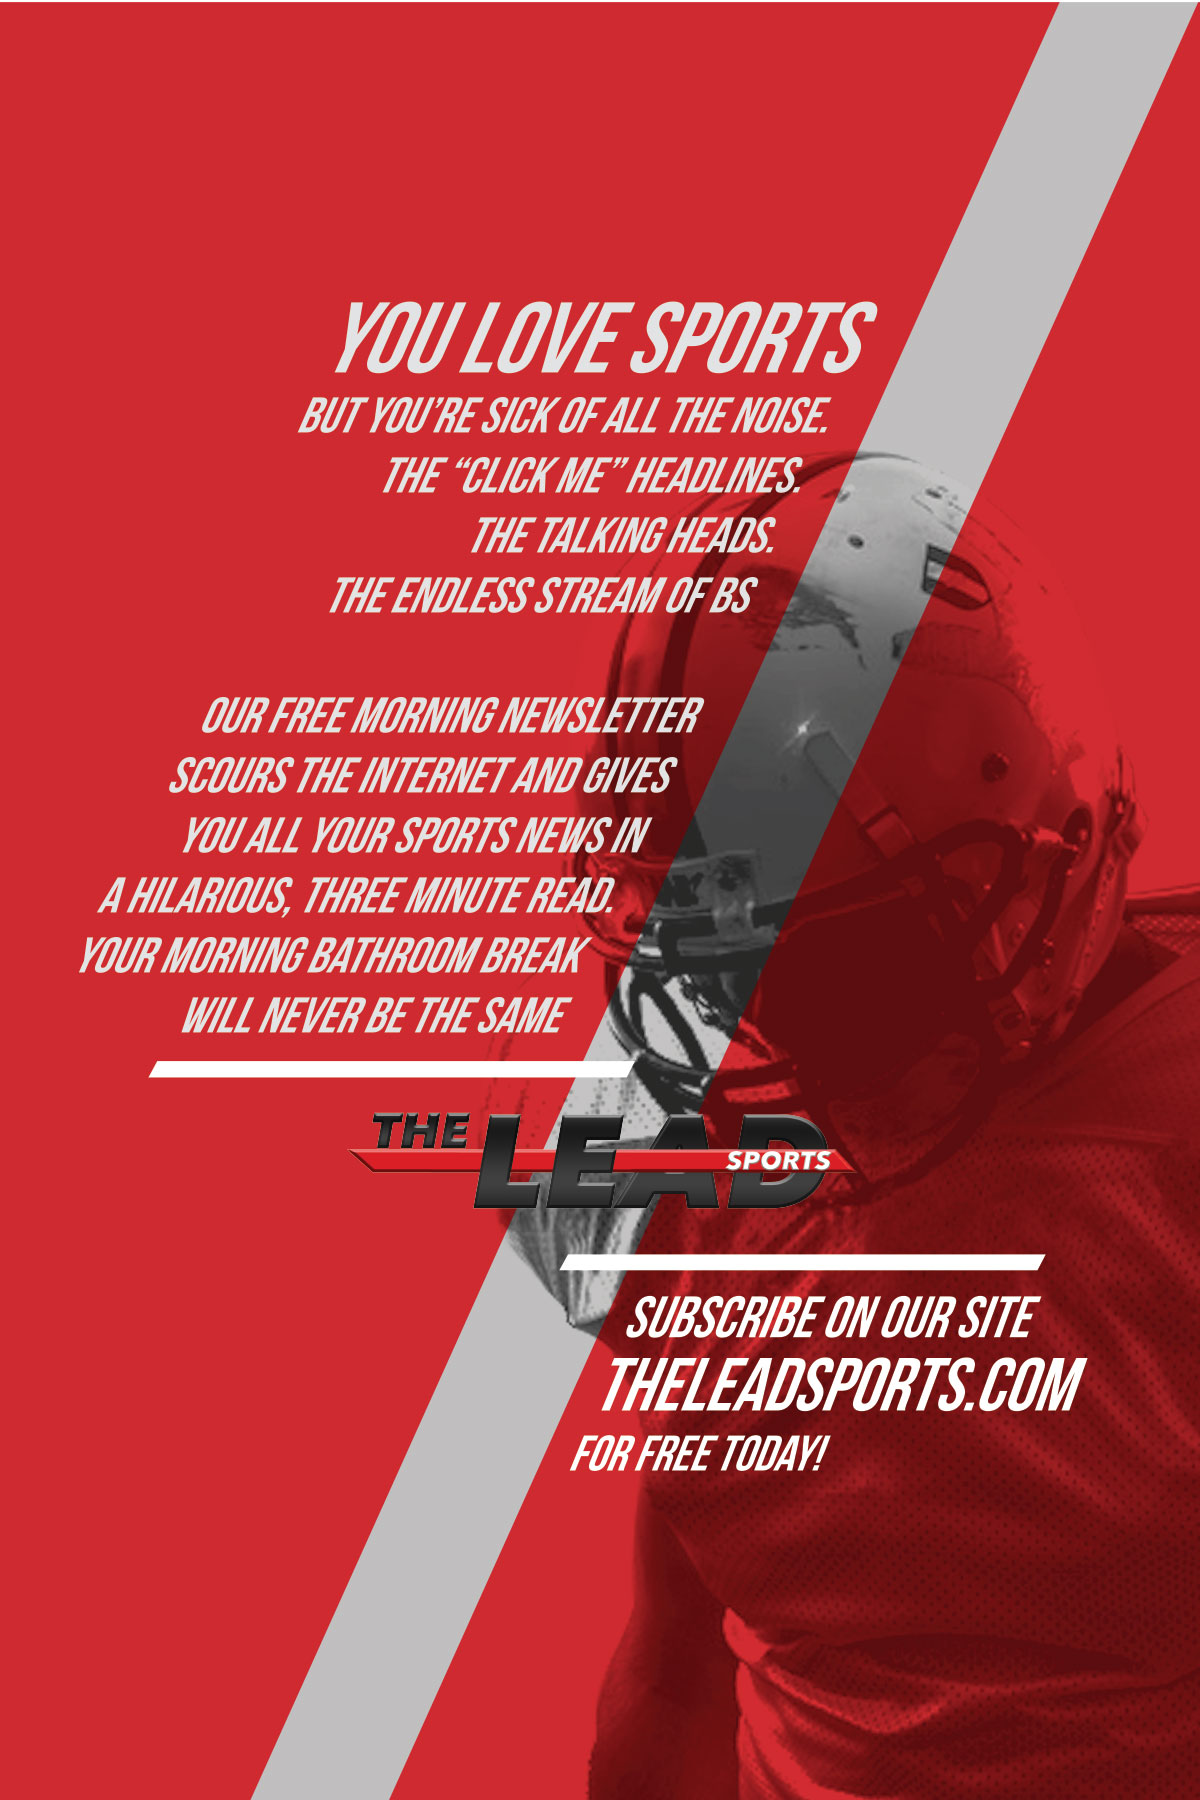 YOU LOVE SPORTS
BUT YOU’RE SICK OF ALL THE NOISE.
THE “CLICK ME” HEADLINES.
THE TALKING HEADS.
THE ENDLESS STREAM OF BS
OUR FREE MORNING NEWSLETTER
SCOURS THE INTERNET AND GIVES
YOU ALL YOUR SPORTS NEWS IN
A HILARIOUS, THREE MINUTE READ.
YOUR MORNING BATHROOM BREAK
WILL NEVER BE THE SAME
THE LEAD SPORTS
SUBSCRIBE ON OUR SITE
THELEADSPORTS.COM
FOR FREE TODAY!